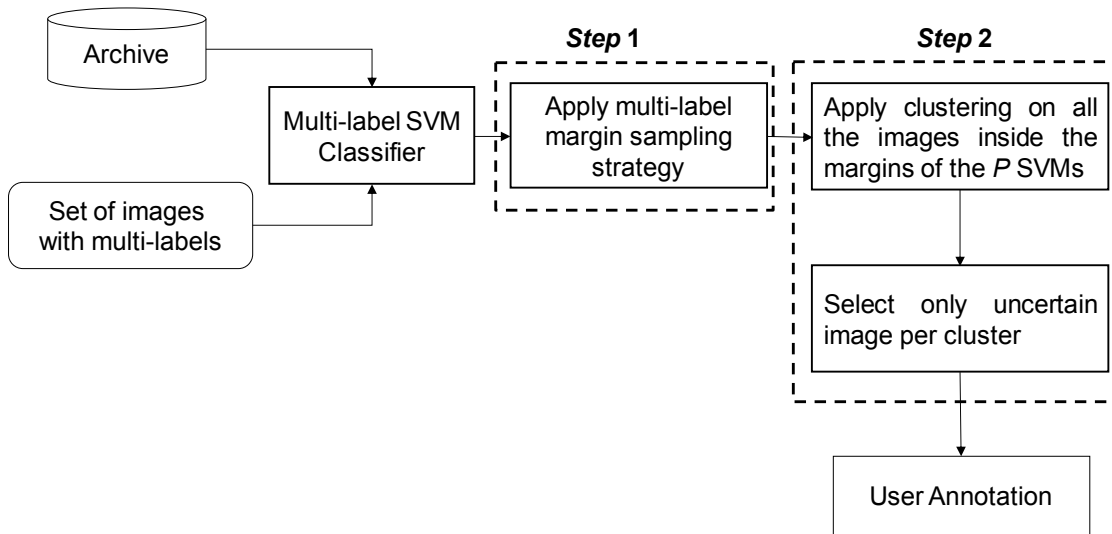 Archive
Set of images
with multi-labels
Multi-label SVM
Classifier
Step 1
Apply multi-label
margin sampling
strategy
Step 2
Apply clustering on all
the images inside the
margins of the P SVMs
Select only uncertain
image per cluster
User Annotation